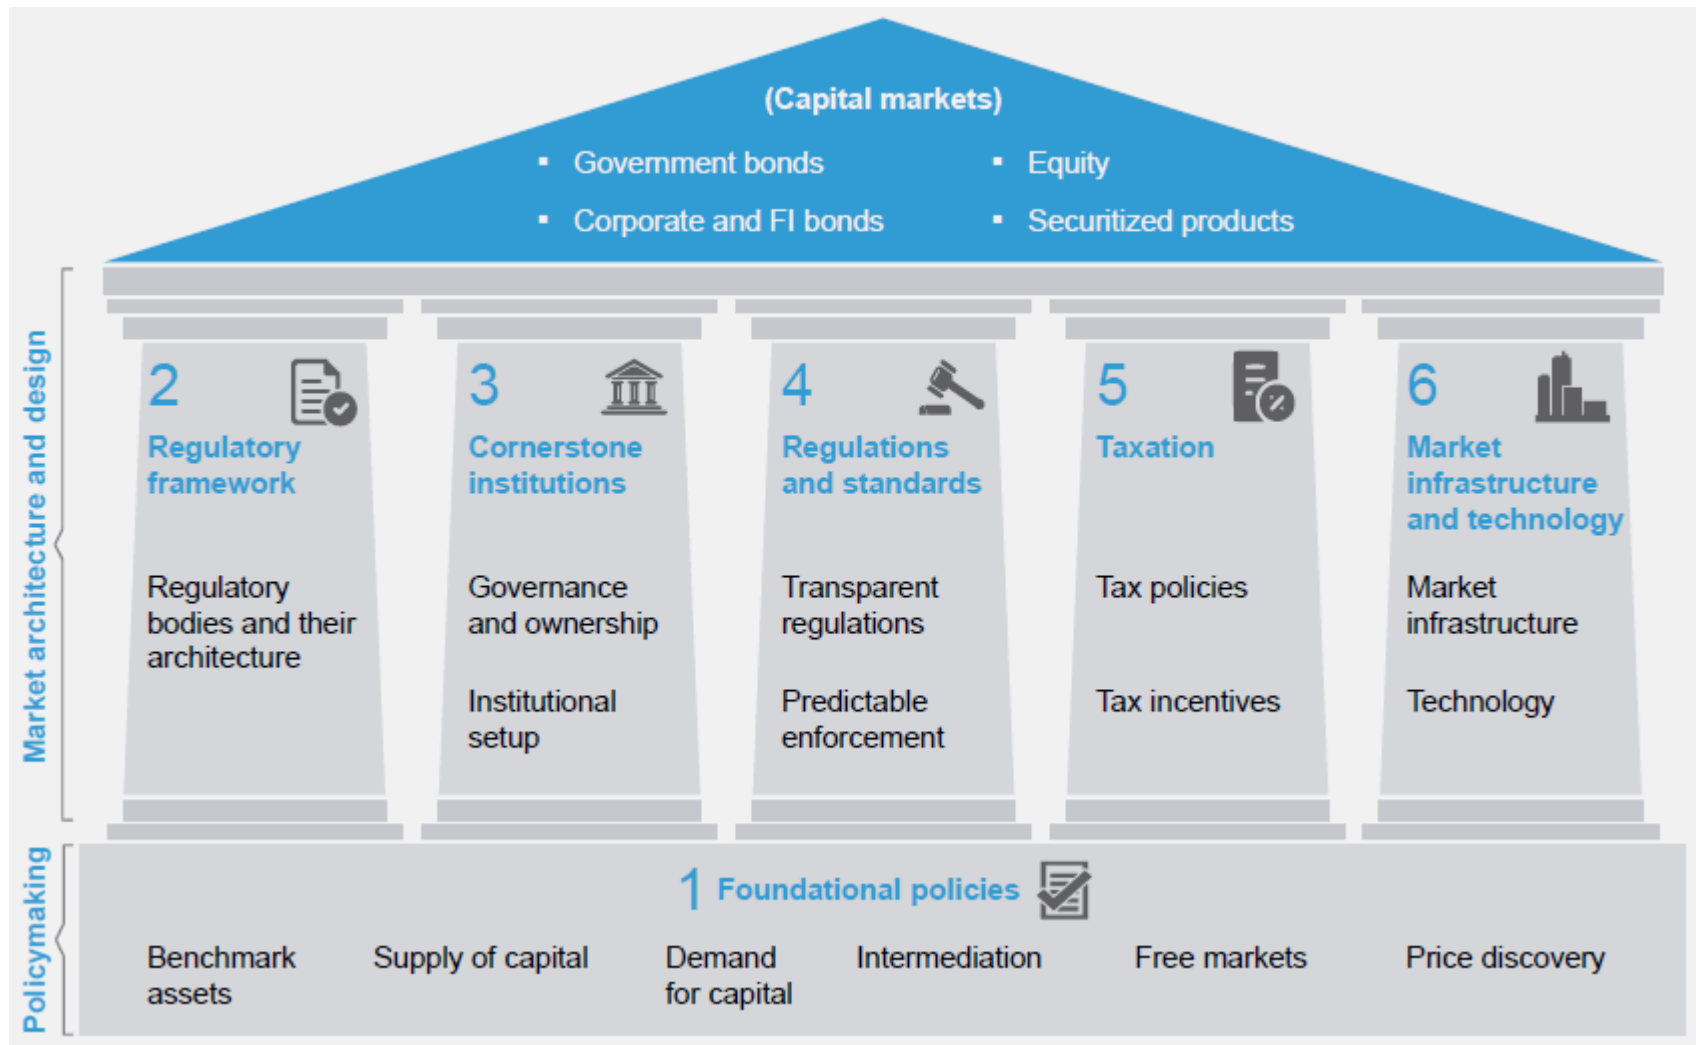 (Capital markets)
▪ Government bonds
▪ Equity
▪ Corporate and FI bonds
▪ Securitized products
Market architecture and design
2
Regulatory
framework
Regulatory
bodies and their
architecture
3
Cornerstone
institutions
Governance
and ownership
Institutional
setup
4
Regulations
and standards
Transparent
regulations
Predictable
enforcement
5
Taxation
Tax policies
Tax incentives
6
Market
infrastructure
and technology
Market
infrastructure
Technology
Policymaking
1 Foundational policies
Benchmark
assets
Supply of capital
Demand
for capital
Intermediation
Free markets
Price discovery